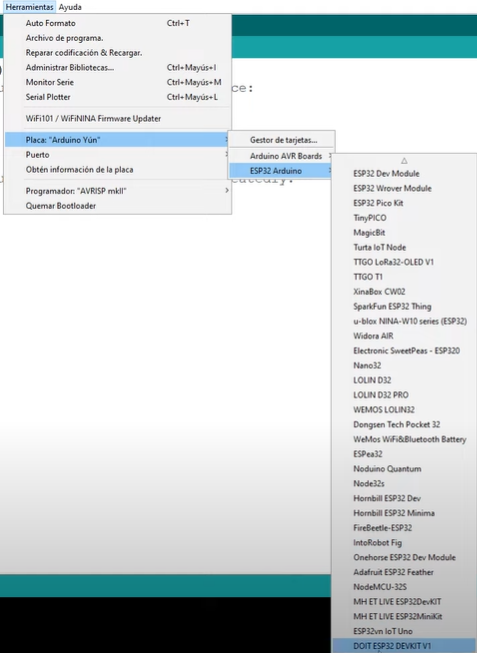 Herramientas Ayuda
Auto Formato Ctrl+T
Archivo de programa.
Reparar codificación & Recargar.
Administrar Bibliotecas... Ctrl+Mayús+I
Monitor Serie Ctrl+Mayús+M
Serial Plotter Ctrl+Mayús+L
WiFi101 / WiFiNINA Firmware Updater
Placa: "Arduino Yún"
Puerto
Obtén información de la placa
Programador: "AVRISP mkII"
Quemar Bootloader
ce:
Gestor de tarjetas...
Arduino AVR Boards
ESP32 Arduino
ESP32 Dev Module
ESP32 Wrover Module
ESP32 Pico Kit
TinyPICO
MagicBit
Turta IoT Node
TTGO LoRa32-OLED V1
TTGO T1
XinaBox CW02
SparkFun ESP32 Thing
u-blox NINA-W10 series (ESP32)
Widora AIR
Electronic SweetPeas - ESP320
Nano32
LOLIN D32
LOLIN D32 PRO
WEMOS LOLIN32
Dongsen Tech Pocket 32
WeMos WiFi&Bluetooth Battery
ESPea32
Noduino Quantum
Node32s
Hornbill ESP32 Dev
Hornbill ESP32 Minima
FireBeetle-ESP32
IntoRobot Fig
Onehorse ESP32 Dev Module
Adafruit ESP32 Feather
NodeMCU-32S
MH ET LIVE ESP32DevKIT
MH ET LIVE ESP32MiniKit
ESP32vn IoT Uno
DOIT ESP32 DEVKIT V1